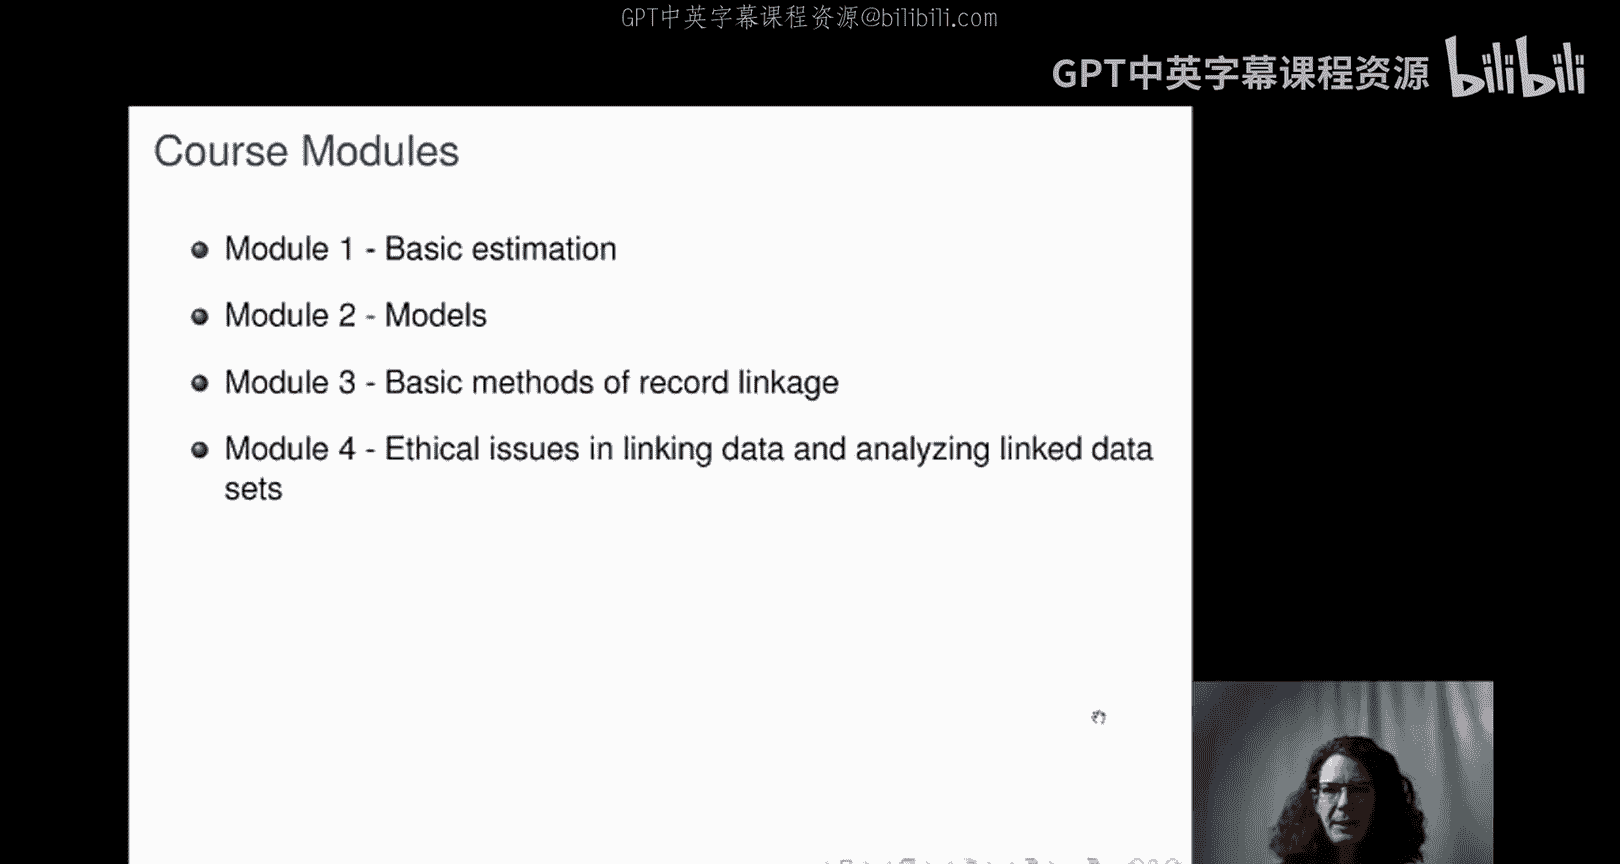 GPT中英字幕课程资源@bilibili.com
GPT中英字幕课程资源 bilibili
Course Modules
Module 1 - Basic estimation
Module 2 - Models
Module 3 - Basic methods of record linkage
Module 4 - Ethical issues in linking data and analyzing linked data
sets